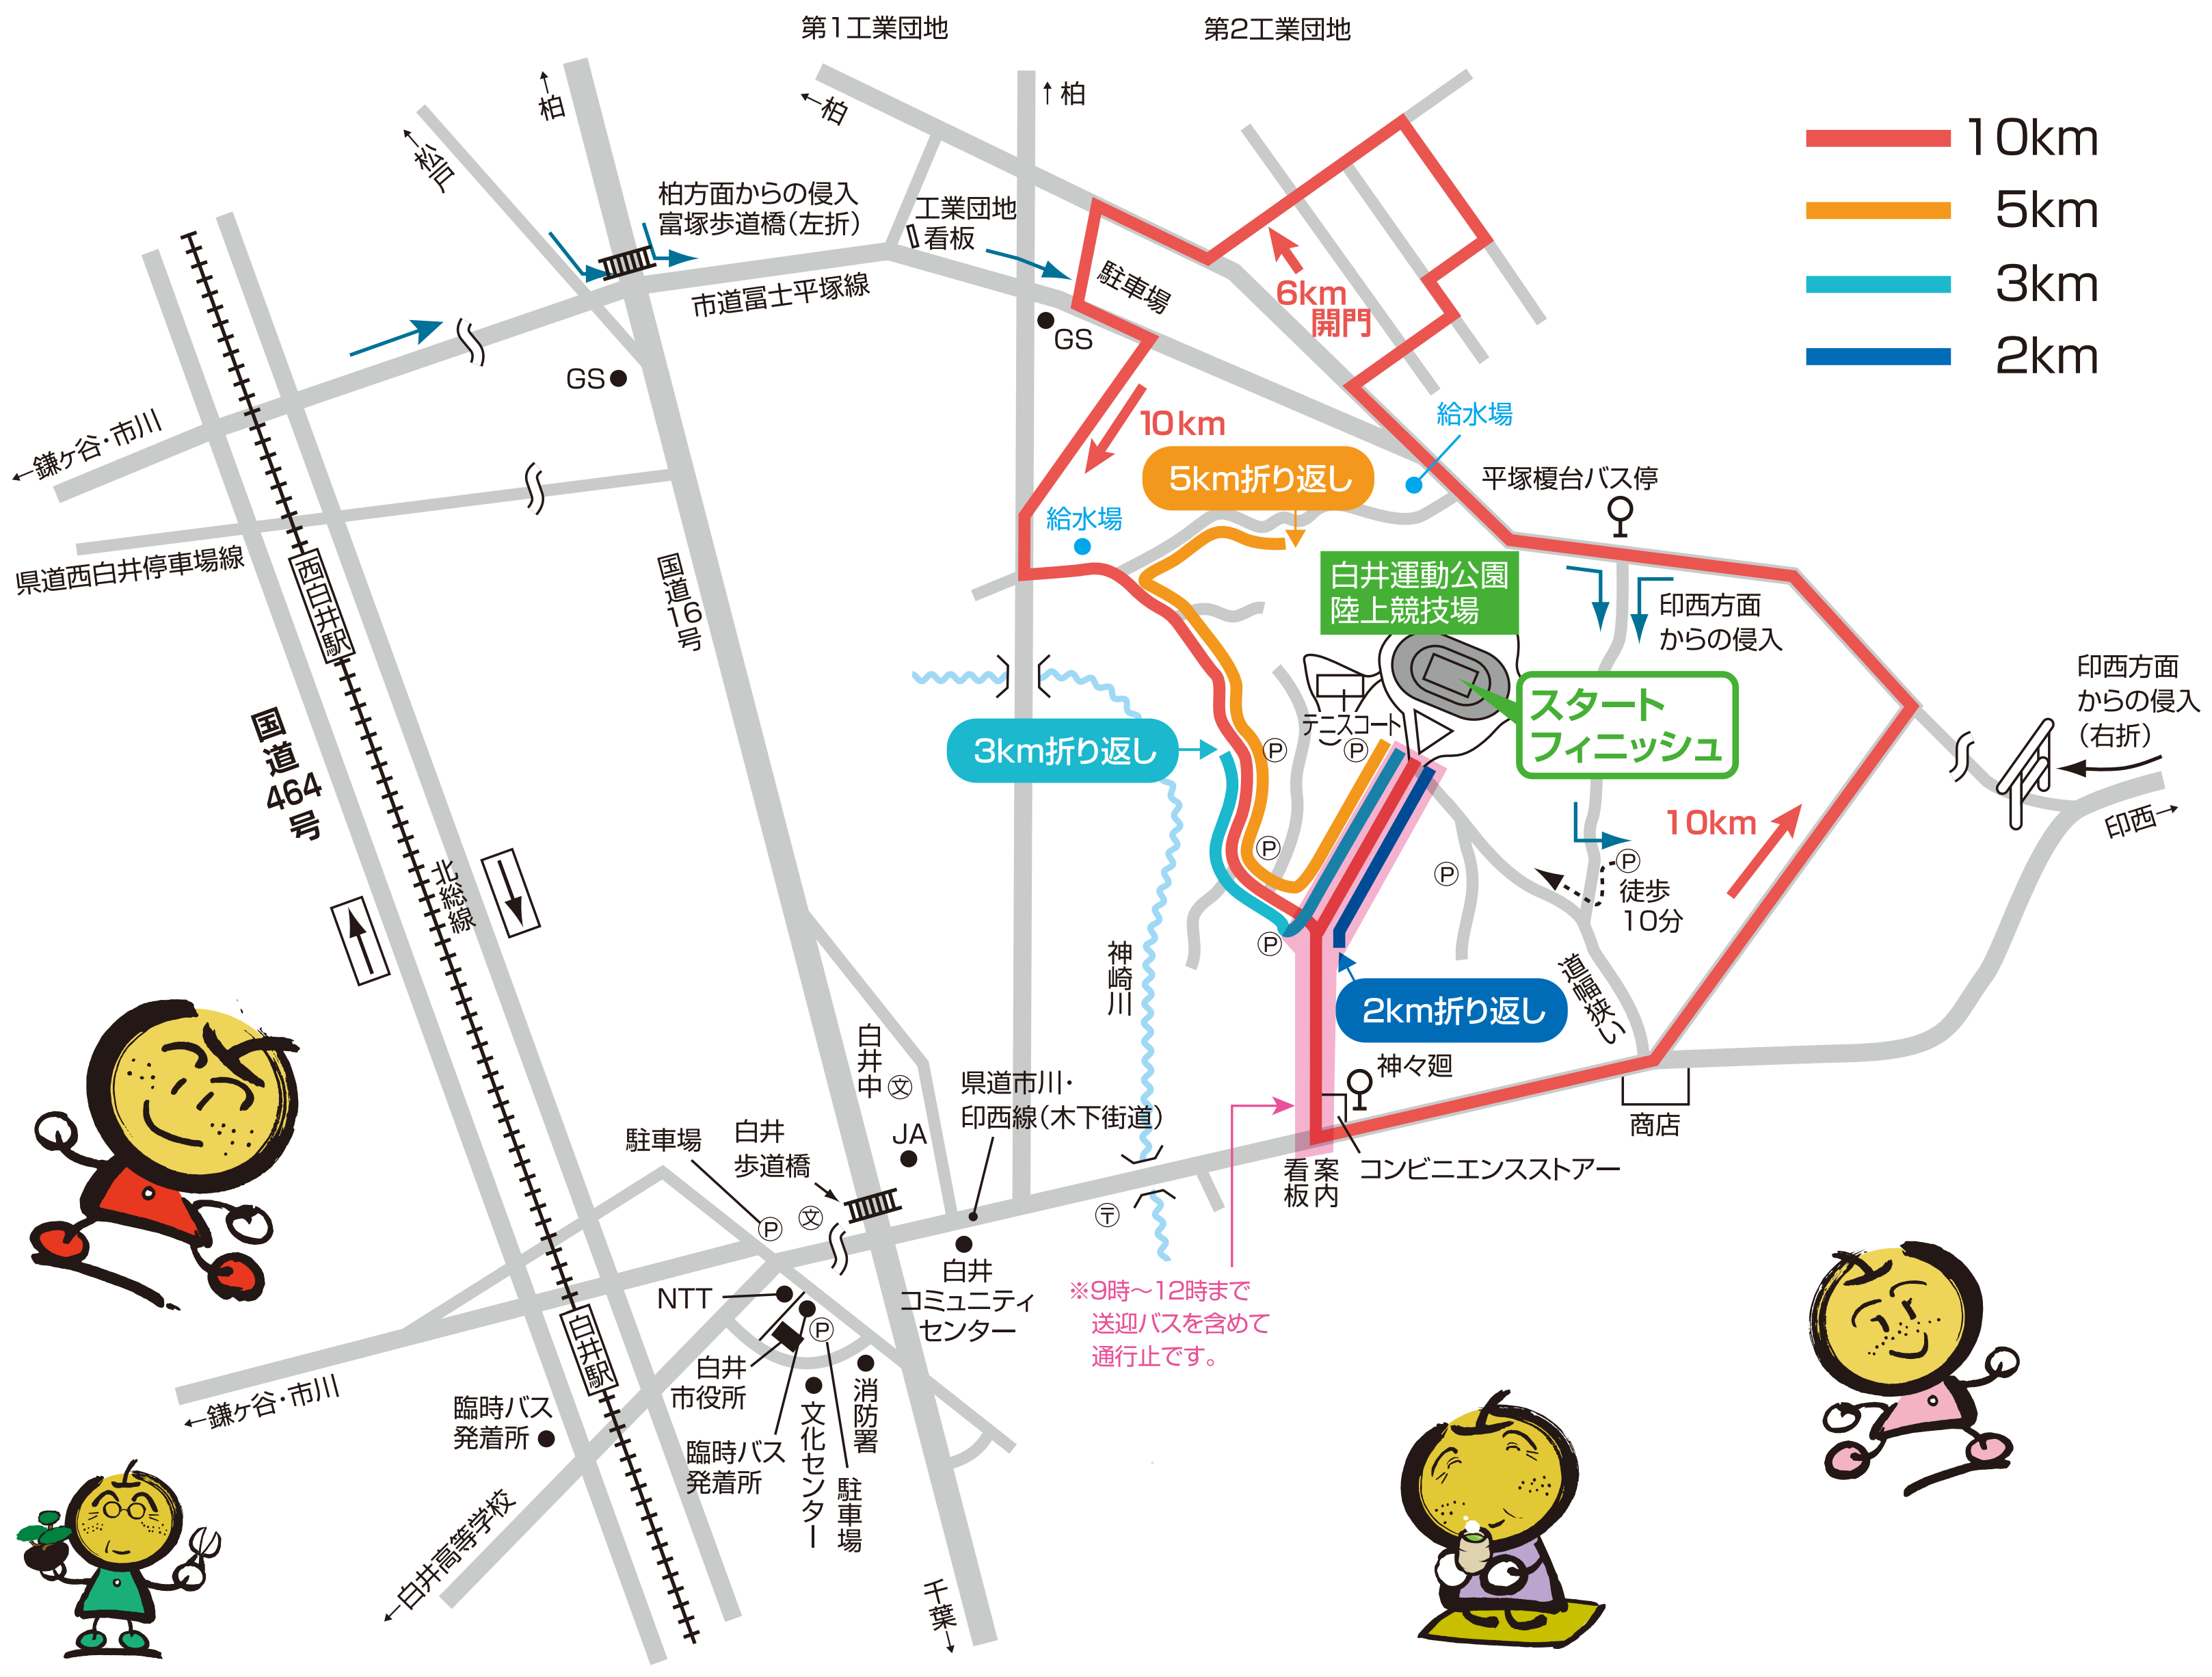 第1工業団地
第2工業団地
10km
5km
3km
2km
←柏
←松戸
←柏
↑柏
柏方面からの侵入
富塚歩道橋(左折)
工業団地
看板
市道冨士平塚線
駐車場
6km
開門
GS
GS
←鎌ヶ谷・市川
県道西白井停車場線
10km
5km折り返し
給水場
給水場
平塚榎台バス停
白井運動公園
陸上競技場
印西方面
からの侵入
印西方面
からの侵入
(右折)
印西→
西白井駅
国道16号
国道464号
北総線
テニスコート
スタート
フィニッシュ
3km折り返し
P
P
P
P
P
10km
P
徒歩
10分
道幅狭い
2km折り返し
神崎川
神々廻
商店
コンビニエンスストアー
案内
看板
白井中
文
JA
県道市川・
印西線(木下街道)
駐車場
白井
歩道橋
P
文
〒
白井
コミュニティ
センター
※9時〜12時まで
送迎バスを含めて
通行止です。
NTT
P
白井
市役所
臨時バス
発着所
文化センター
消防署
駐車場
白井駅
臨時バス
発着所
←鎌ヶ谷・市川
←白井高等学校
千葉→